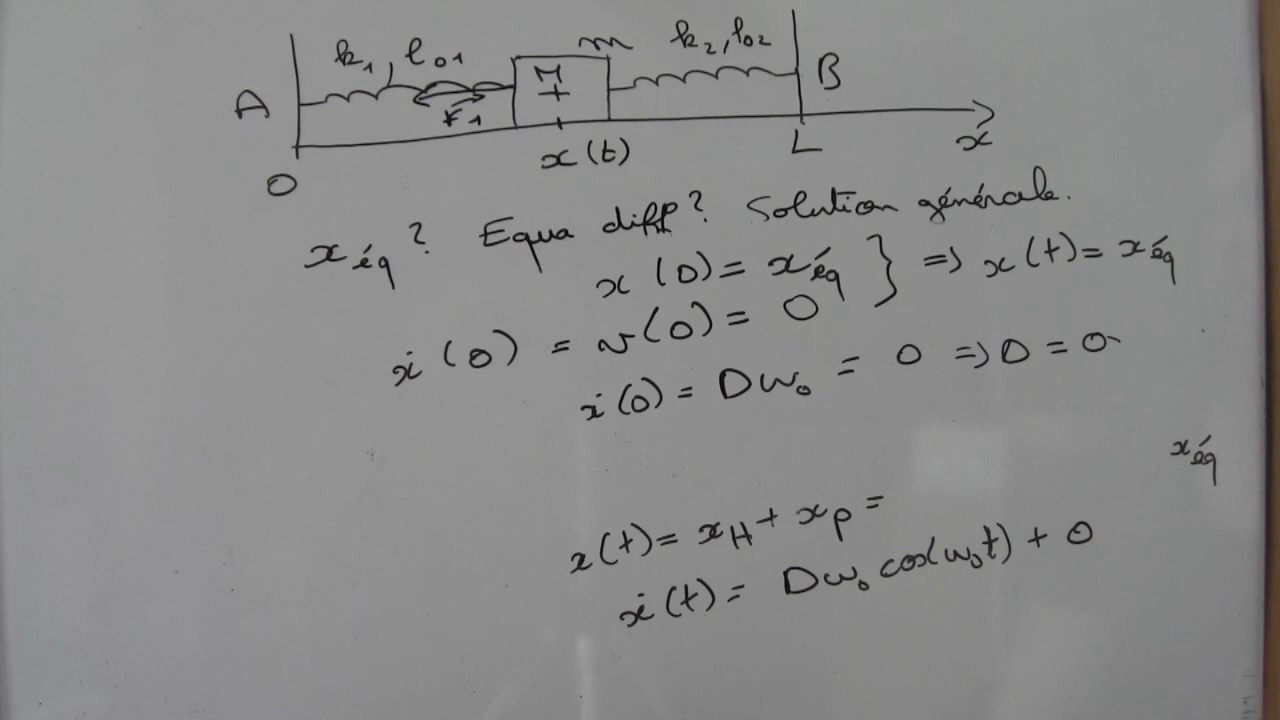 k₁, l₀₁ m k₂, l₀₂
A M B
F₁
x(t) L x
O
xéq ? Equa diff ? Solution générale.
x(0) = xéq } => x(t) = xéq
ẋ(0) = v(0) = 0
ẋ(0) = Dω₀ = 0 => D = 0
xéq
x(t) = xH + xP =
ẋ(t) = Dω₀ cos(ω₀t) + 0